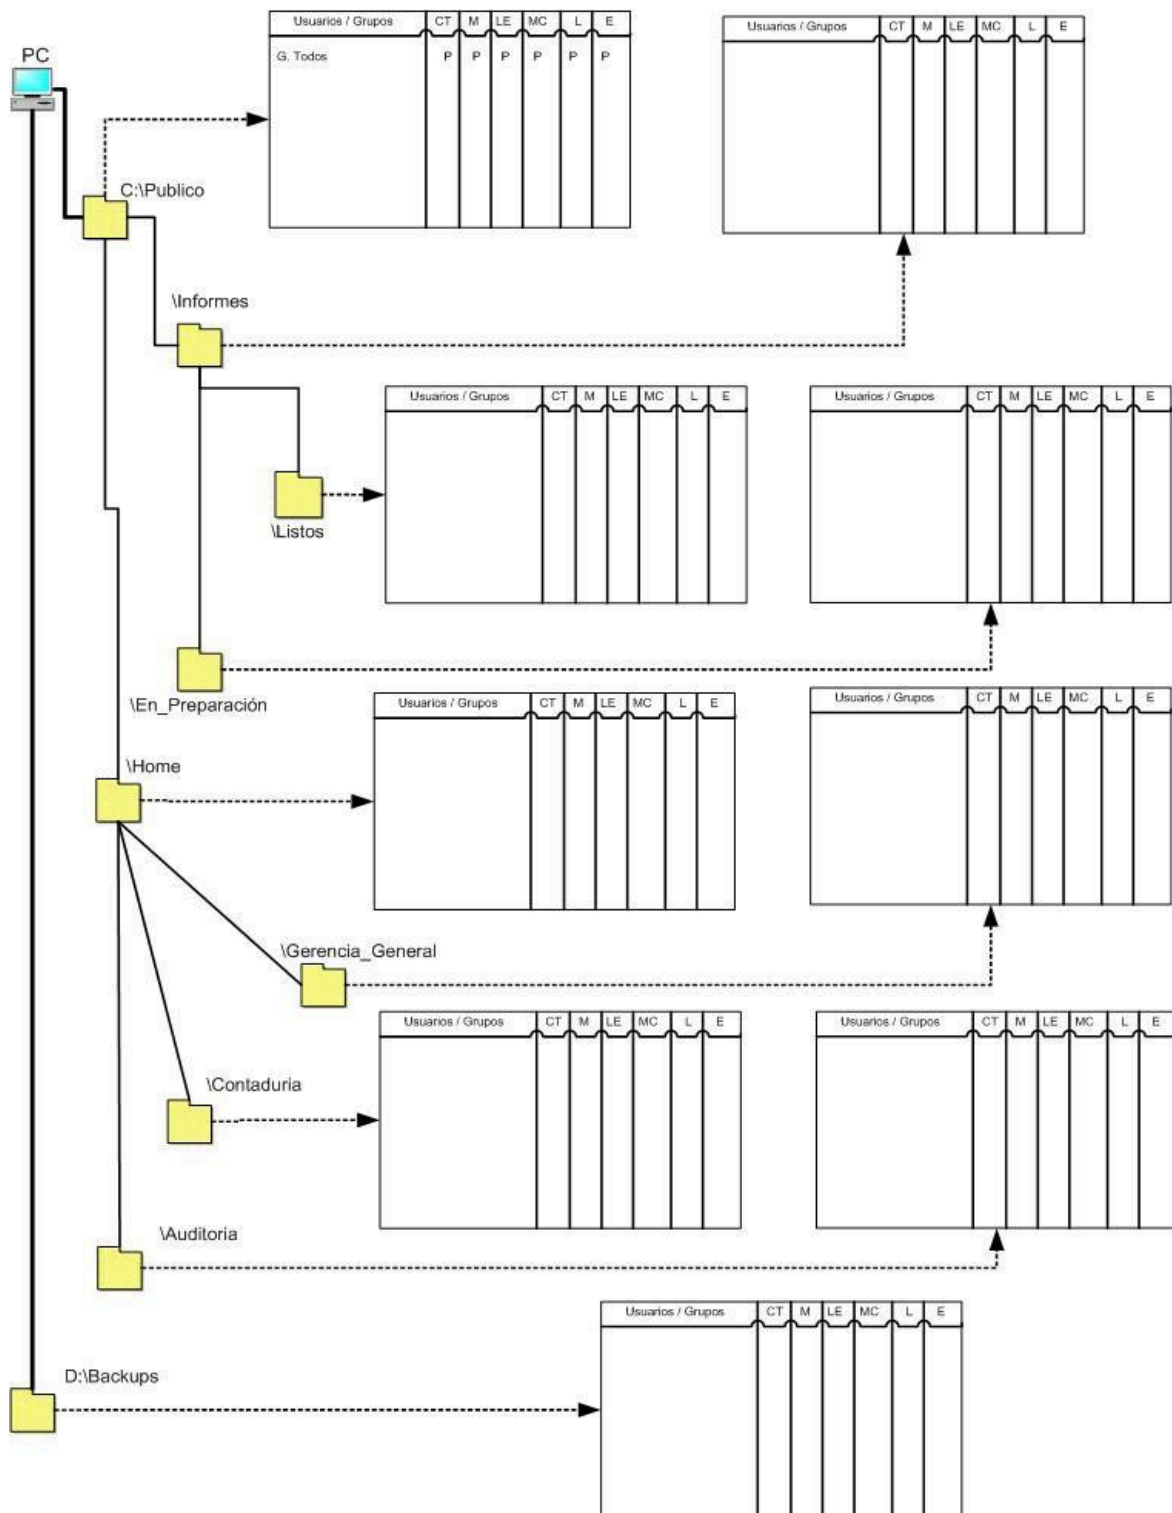 Usuarios / Grupos CT M LE MC L E
Usuarios / Grupos CT M LE MC L E
PC
G. Todos P P P P P P
C:\Publico
\Informes
Usuarios / Grupos CT M LE MC L E
Usuarios / Grupos CT M LE MC L E
\Listos
\En_Preparación
Usuarios / Grupos CT M LE MC L E
Usuarios / Grupos CT M LE MC L E
\Home
\Gerencia_General
Usuarios / Grupos CT M LE MC L E
Usuarios / Grupos CT M LE MC L E
\Contaduria
\Auditoria
Usuarios / Grupos CT M LE MC L E
D:\Backups